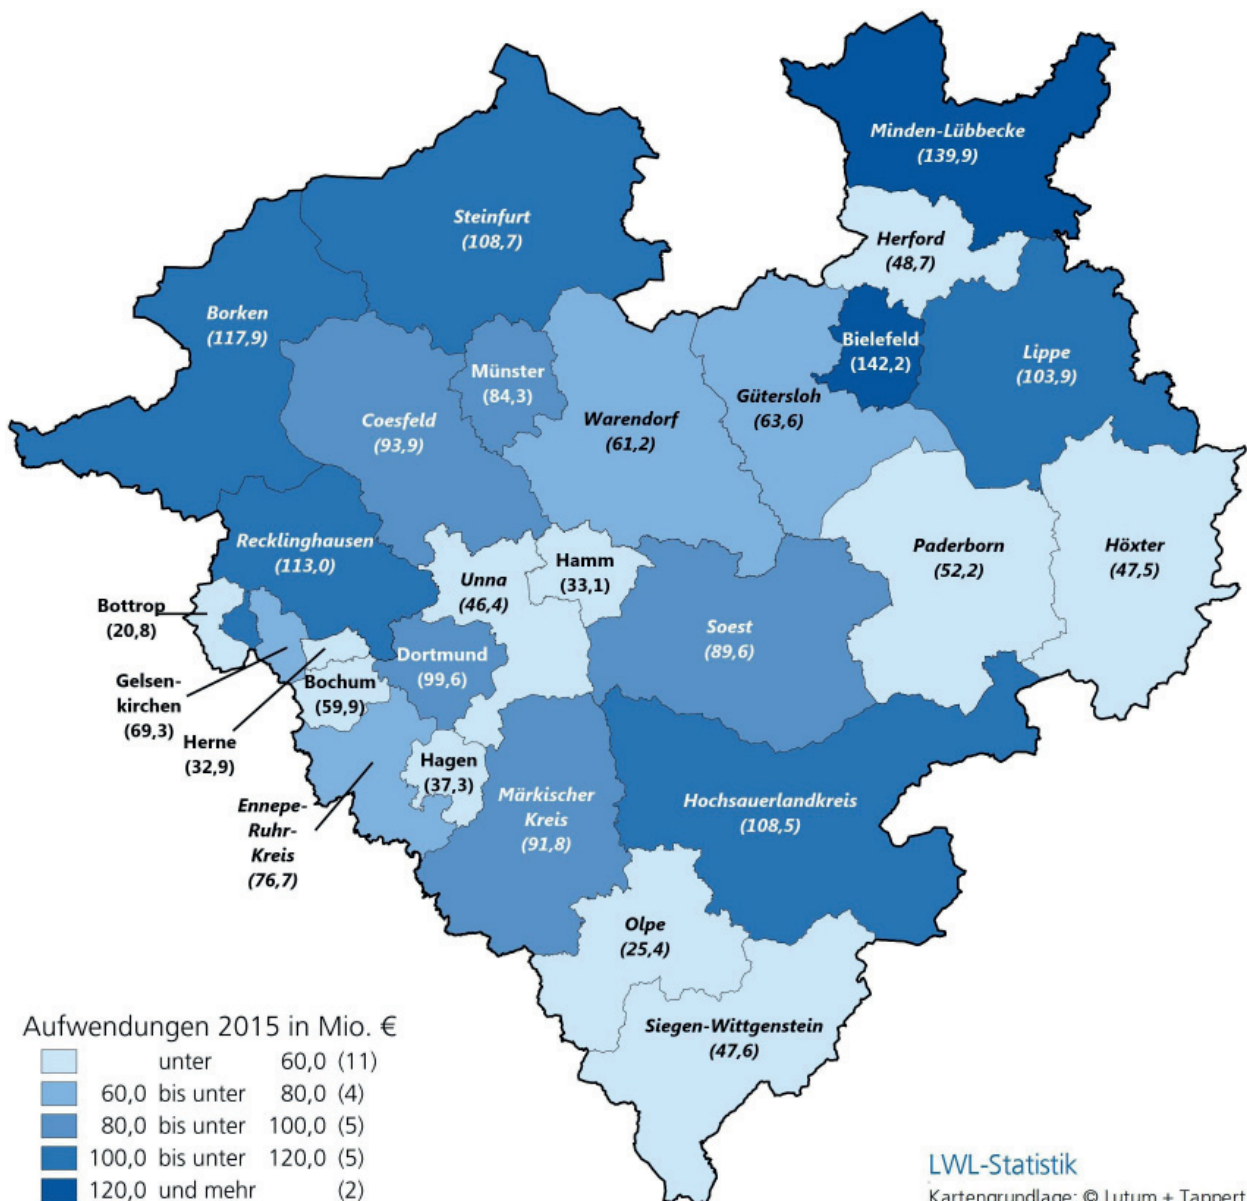 Minden-Lübbecke
(139,9)
Steinfurt
(108,7)
Herford
(48,7)
Borken
(117,9)
Bielefeld
(142,2)
Lippe
(103,9)
Münster
(84,3)
Gütersloh
(63,6)
Coesfeld
(93,9)
Warendorf
(61,2)
Recklinghausen
(113,0)
Paderborn
(52,2)
Höxter
(47,5)
Hamm
(33,1)
Unna
(46,4)
Bottrop
(20,8)
Soest
(89,6)
Dortmund
(99,6)
Gelsen-
kirchen
(69,3)
Bochum
(59,9)
Herne
(32,9)
Hagen
(37,3)
Märkischer
Kreis
(91,8)
Hochsauerlandkreis
(108,5)
Ennepe-
Ruhr-
Kreis
(76,7)
Olpe
(25,4)
Siegen-Wittgenstein
(47,6)
Aufwendungen 2015 in Mio. €
unter 60,0 (11)
60,0 bis unter 80,0 (4)
80,0 bis unter 100,0 (5)
100,0 bis unter 120,0 (5)
120,0 und mehr (2)
LWL-Statistik
Kartengrundlage: © Lutum + Tappert